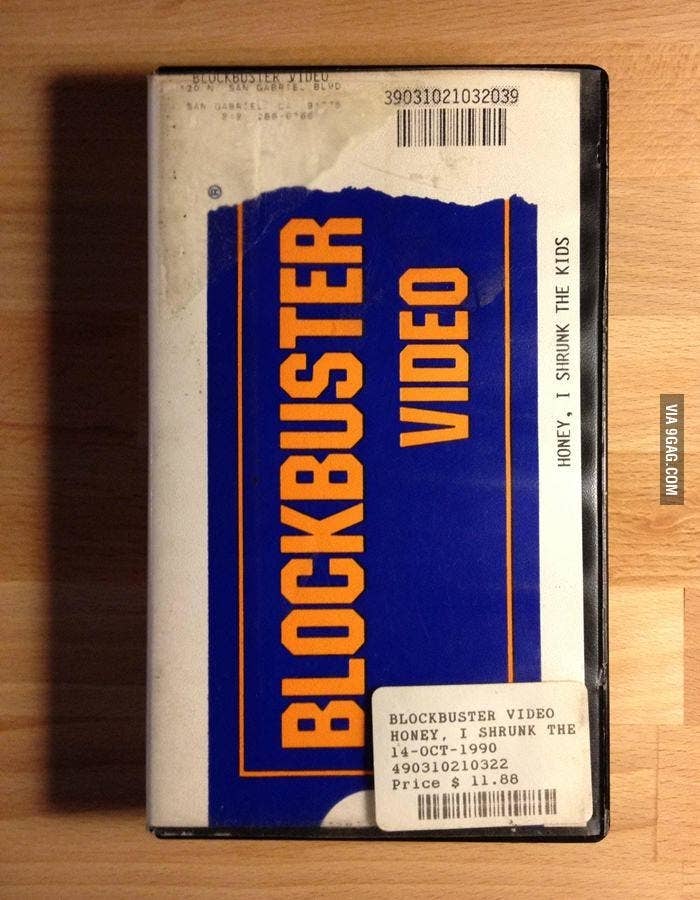 BLOCKBUSTER VIDEO
SAN GABRIEL BLVD
SAN GABRIEL CA
39031021032039
®
BLOCKBUSTER
VIDEO
HONEY, I SHRUNK THE KIDS
BLOCKBUSTER VIDEO
HONEY, I SHRUNK THE
14-OCT-1990
490310210322
Price $ 11.88
VIA 9GAG.COM